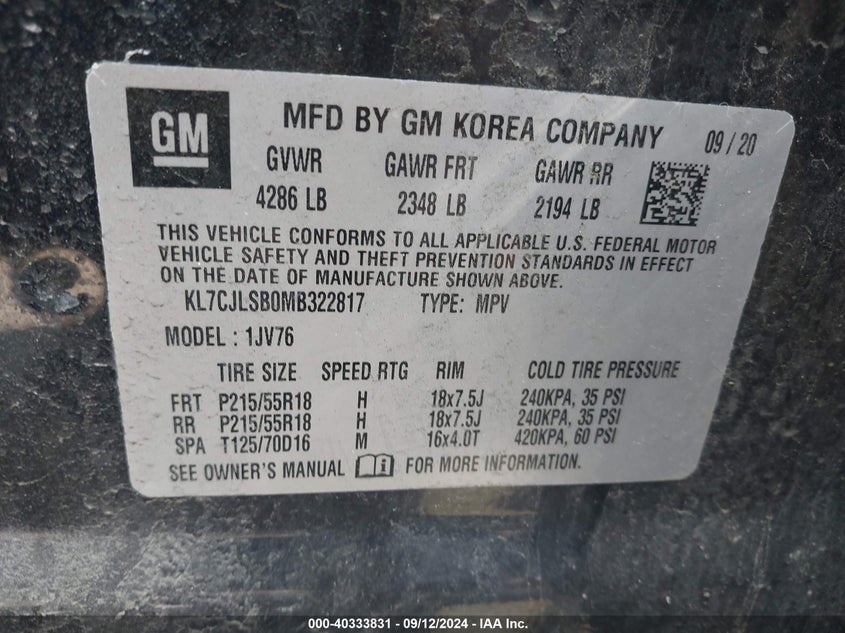 GM
MFD BY GM KOREA COMPANY 09/20
GVWR GAWR FRT GAWR RR
4286 LB 2348 LB 2194 LB
THIS VEHICLE CONFORMS TO ALL APPLICABLE U.S. FEDERAL MOTOR
VEHICLE SAFETY AND THEFT PREVENTION STANDARDS IN EFFECT
ON THE DATE OF MANUFACTURE SHOWN ABOVE.
KL7CJLSB0MB322817 TYPE: MPV
MODEL : 1JV76
TIRE SIZE SPEED RTG RIM COLD TIRE PRESSURE
FRT P215/55R18 H 18x7.5J 240KPA, 35 PSI
RR P215/55R18 H 18x7.5J 240KPA, 35 PSI
SPA T125/70D16 M 16x4.0T 420KPA, 60 PSI
SEE OWNER'S MANUAL FOR MORE INFORMATION.
000-40333831 - 09/12/2024 - IAA, Inc.